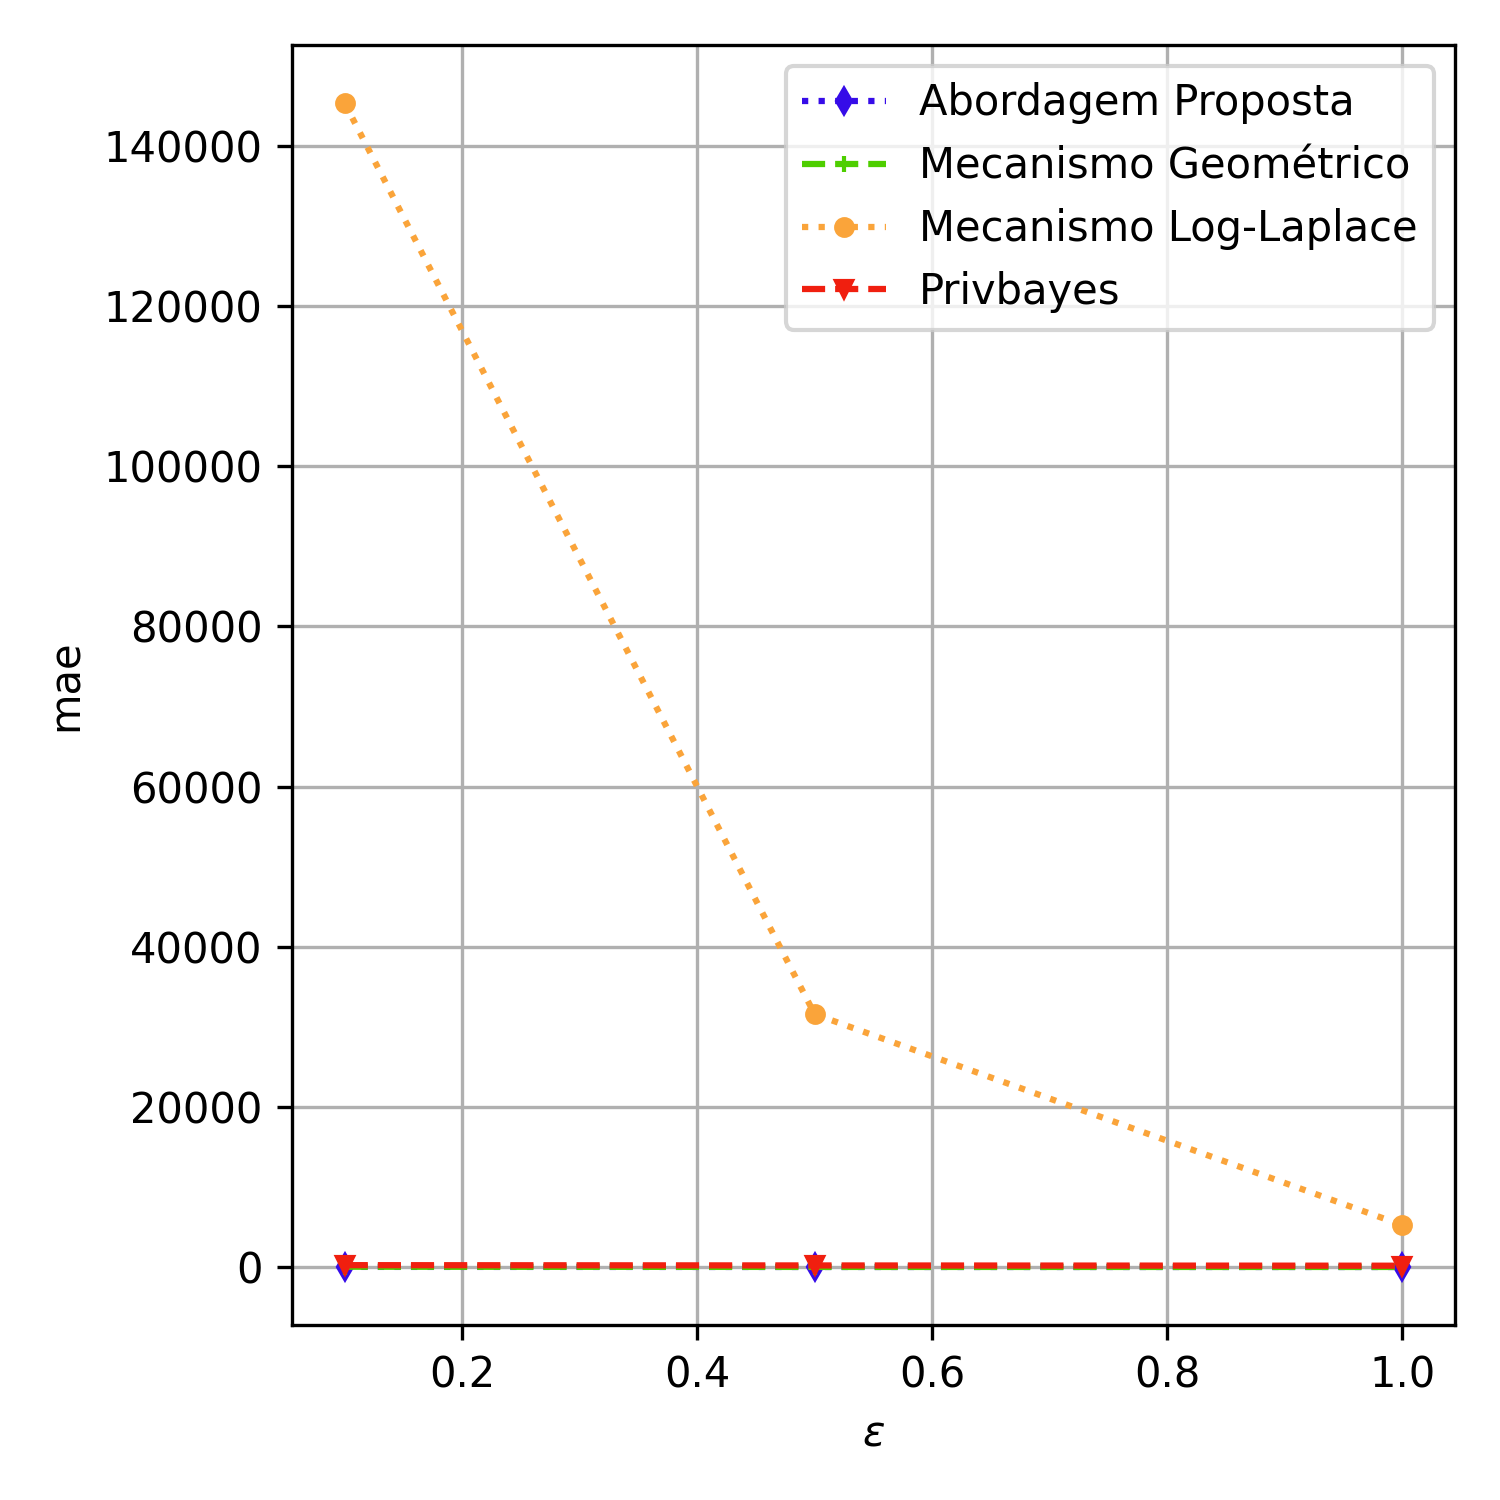 Abordagem Proposta
Mecanismo Geométrico
Mecanismo Log-Laplace
Privbayes
140000
120000
100000
80000
60000
40000
20000
0
mae
0.2 0.4 0.6 0.8 1.0
ε